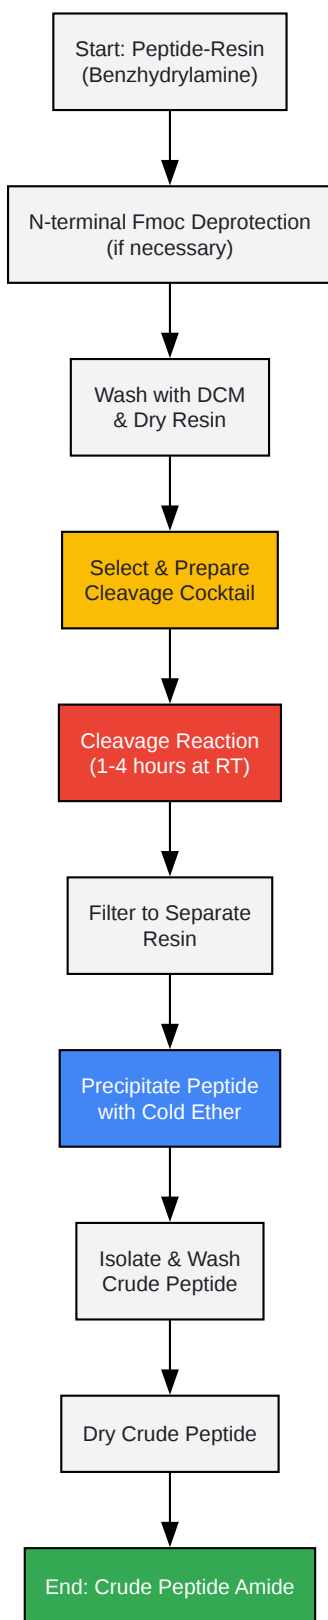 Start: Peptide-Resin
(Benzhydrylamine)
N-terminal Fmoc Deprotection
(if necessary)
Wash with DCM
& Dry Resin
Select & Prepare
Cleavage Cocktail
Cleavage Reaction
(1-4 hours at RT)
Filter to Separate
Resin
Precipitate Peptide
with Cold Ether
Isolate & Wash
Crude Peptide
Dry Crude Peptide
End: Crude Peptide Amide